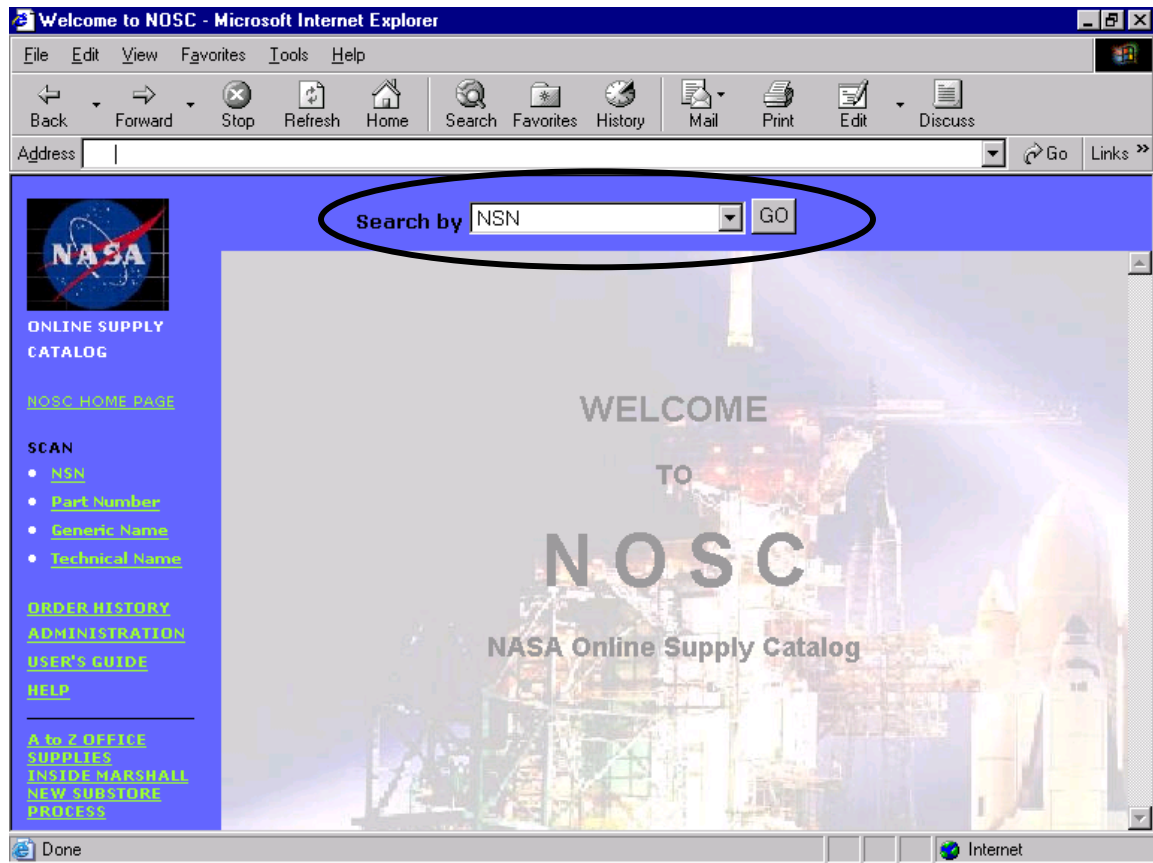 Welcome to NOSC - Microsoft Internet Explorer
File Edit View Favorites Tools Help
Back Forward Stop Refresh Home Search Favorites History Mail Print Edit Discuss
Address Go Links »
Search by NSN GO
NASA
ONLINE SUPPLY
CATALOG
NOSC HOME PAGE
SCAN
• NSN
• Part Number
• Generic Name
• Technical Name
ORDER HISTORY
ADMINISTRATION
USER'S GUIDE
HELP
A to Z OFFICE
SUPPLIES
INSIDE MARSHALL
NEW SUBSTORE
PROCESS
WELCOME
TO
N O S C
NASA Online Supply Catalog
Done Internet